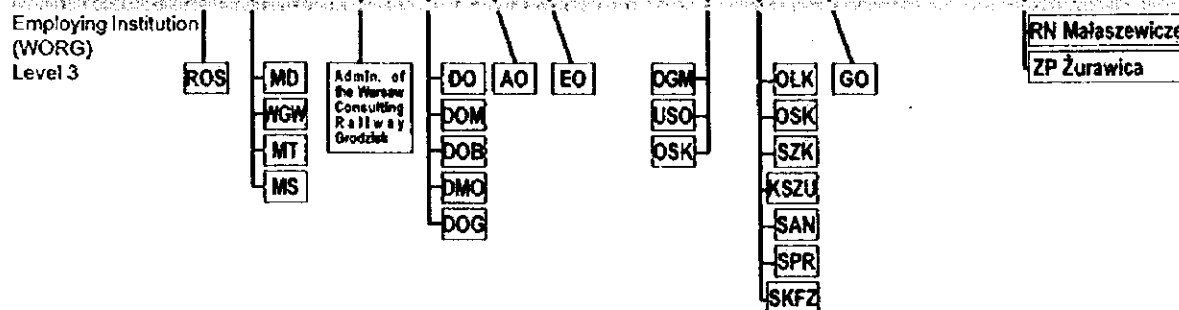 Employing Institution
(WORG)
Level 3
ROS
MD
WGW
MT
MS
Admin. of
the Warsaw
Consulting
Railway
Grodzisk
DO
DOM
DOB
DMO
DOG
AO
EO
DGM
USO
OSK
OLK
OSK
SZK
KSZU
SAN
SPR
SKFZ
GO
RN Małaszewicze
ZP Żurawica